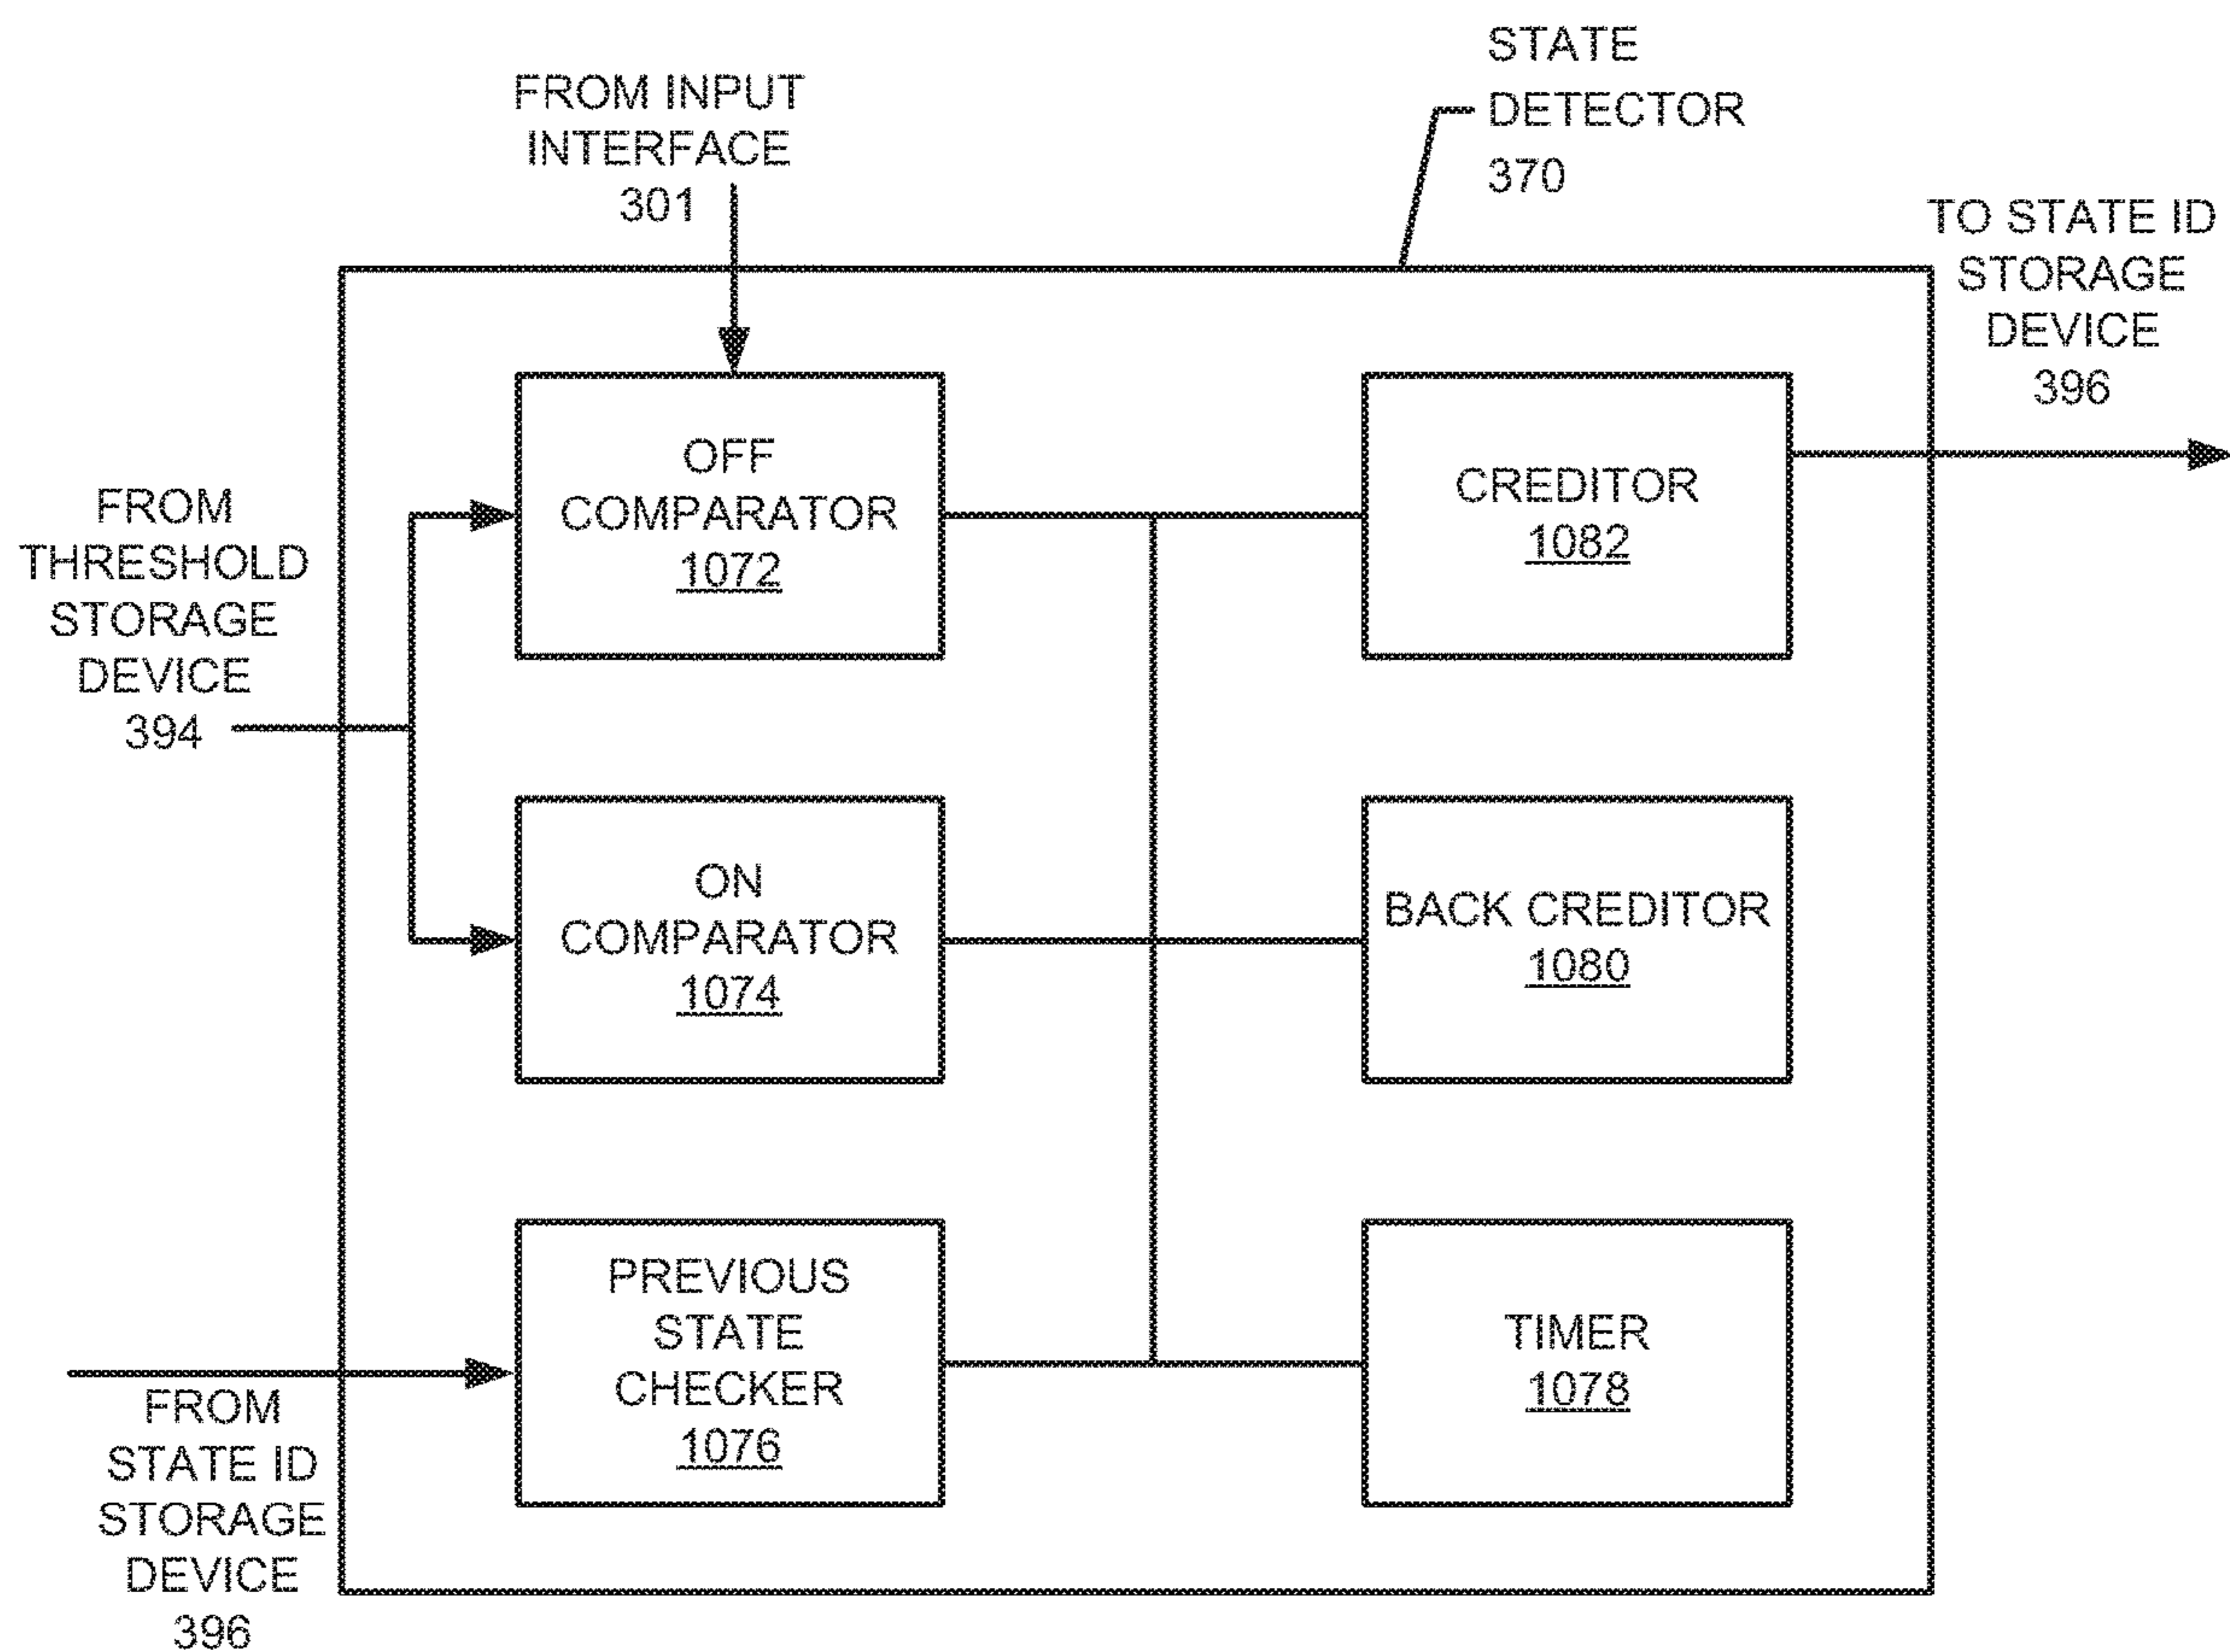 STATE
DETECTOR
370
FROM INPUT
INTERFACE
301
TO STATE ID
STORAGE
DEVICE
396
OFF
COMPARATOR
1072
CREDITOR
1082
FROM
THRESHOLD
STORAGE
DEVICE
394
ON
COMPARATOR
1074
BACK CREDITOR
1080
PREVIOUS
STATE
CHECKER
1076
TIMER
1078
FROM
STATE ID
STORAGE
DEVICE
396